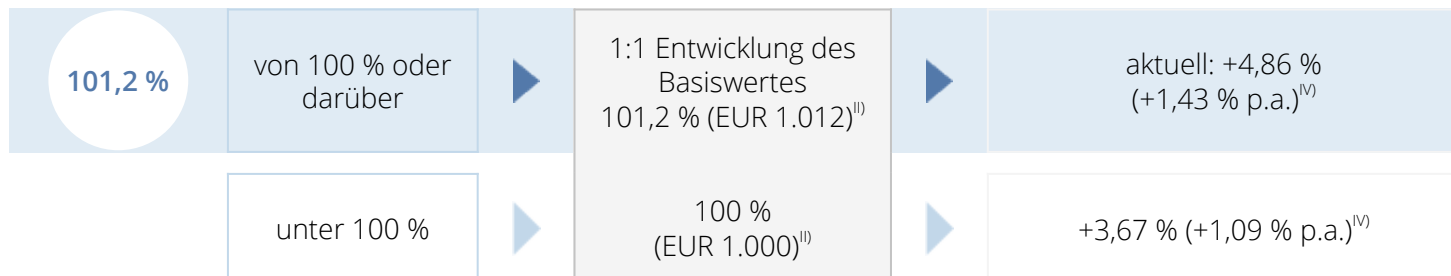 101,2 %
von 100 % oder
darüber
1:1 Entwicklung des
Basiswertes
101,2 % (EUR 1.012)II)
aktuell: +4,86 %
(+1,43 % p.a.)IV)
unter 100 %
100 %
(EUR 1.000)II)
+3,67 % (+1,09 % p.a.)IV)